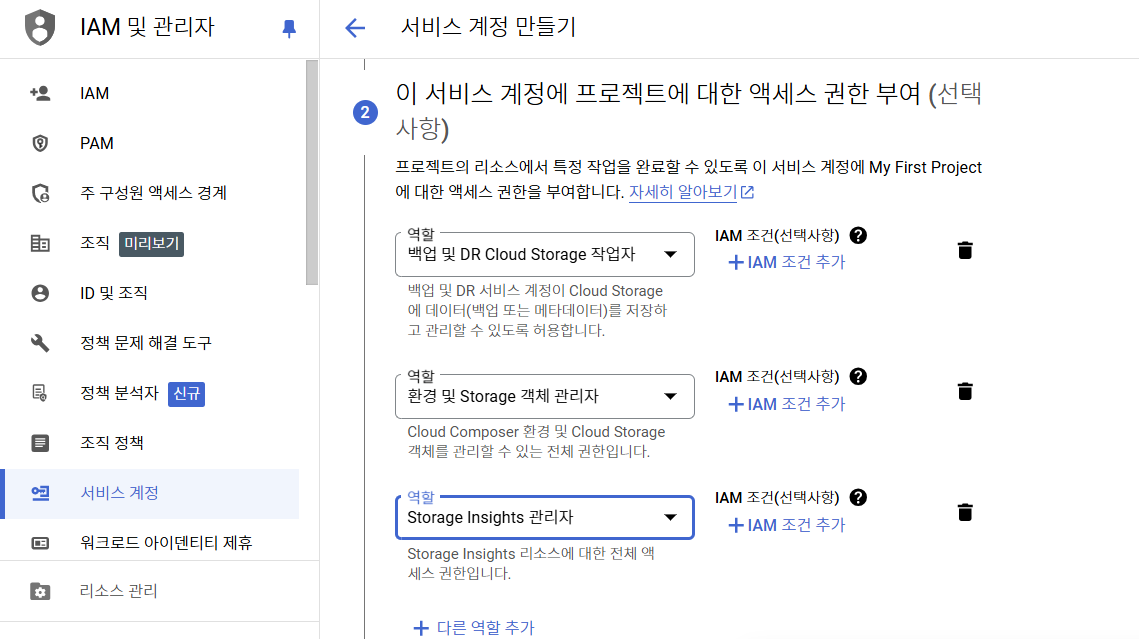 IAM 및 관리자
IAM
PAM
주 구성원 액세스 경계
조직 미리보기
ID 및 조직
정책 문제 해결 도구
정책 분석자 신규
조직 정책
서비스 계정
워크로드 아이덴티티 제휴
리소스 관리
서비스 계정 만들기
2
이 서비스 계정에 프로젝트에 대한 액세스 권한 부여 (선택
사항)
프로젝트의 리소스에서 특정 작업을 완료할 수 있도록 이 서비스 계정에 My First Project
에 대한 액세스 권한을 부여합니다. 자세히 알아보기
역할
백업 및 DR Cloud Storage 작업자
IAM 조건(선택사항)
IAM 조건 추가
백업 및 DR 서비스 계정이 Cloud Storage
에 데이터(백업 또는 메타데이터)를 저장하
고 관리할 수 있도록 허용합니다.
역할
환경 및 Storage 객체 관리자
IAM 조건(선택사항)
IAM 조건 추가
Cloud Composer 환경 및 Cloud Storage
객체를 관리할 수 있는 전체 권한입니다.
역할
Storage Insights 관리자
IAM 조건(선택사항)
IAM 조건 추가
Storage Insights 리소스에 대한 전체 액
세스 권한입니다.
다른 역할 추가